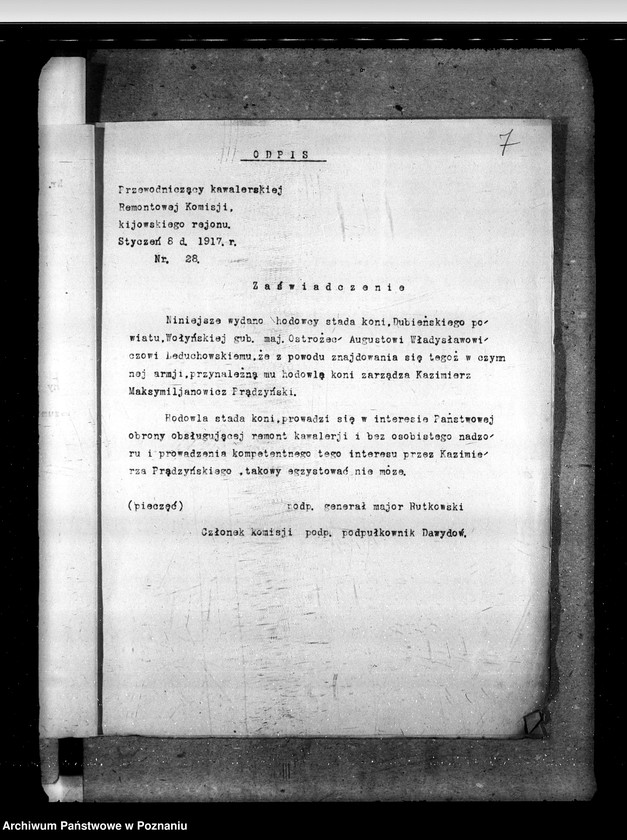 7
O D P I S
Przewodniczący kawalerskiej
Remontowej Komisji,
kijowskiego rejonu.
Styczeń 8 d. 1917. r.
Nr. 28.
Z a ś w i a d c z e n i e
Niniejsze wydano hodowcy stada koni, Dubieńskiego po-
wiatu, Wołyńskiej gub. maj. Ostrożec Augustowi Władysławowi-
czowi Leduchowskiemu, że z powodu znajdowania się tegoż w czyn
nej armji, przynależną mu hodowlę koni zarządza Kazimierz
Maksymiljanowicz Prądzyński.
Hodowla stada koni, prowadzi się w interesie Państwowej
obrony obsługującej remont kawalerji i bez osobistego nadzo-
ru i prowadzenia kompetentnego tego interesu przez Kazimie-
rza Prądzyńskiego , takowy egzystować nie może.
(pieczęć) podp. generał major Rutkowski
Członek komisji podp. podpułkownik Dawydow.
Archiwum Państwowe w Poznaniu